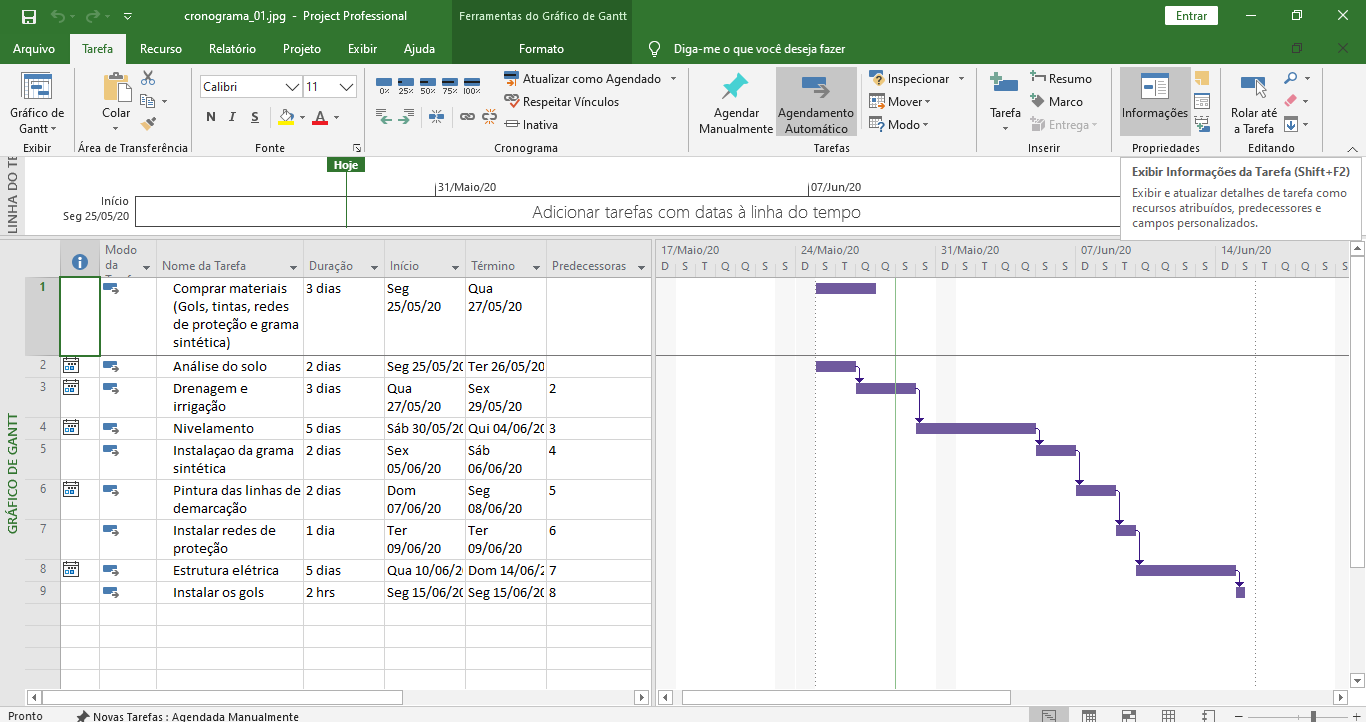 cronograma_01.jpg - Project Professional
Ferramentas do Gráfico de Gantt
Entrar
Arquivo Tarefa Recurso Relatório Projeto Exibir Ajuda Formato Diga-me o que você deseja fazer
Gráfico de
Gantt
Exibir
Colar
Área de Transferência
Calibri 11
N I S A
Fonte
0% 25% 50% 75% 100%
Atualizar como Agendado
Respeitar Vínculos
Inativa
Cronograma
Agendar
Manualmente
Agendamento
Automático
Inspecionar
Mover
Modo
Tarefas
Tarefa
Resumo
Marco
Entrega
Inserir
Informações
Propriedades
Rolar até
a Tarefa
Editando
Exibir Informações da Tarefa (Shift+F2)
Exibir e atualizar detalhes de tarefa como
recursos atribuídos, predecessores e
campos personalizados.
LINHA DO TE
Hoje
31/Maio/20 07/Jun/20
Início
Seg 25/05/20
Adicionar tarefas com datas à linha do tempo
GRÁFICO DE GANTT
Modo
da
Nome da Tarefa Duração Início Término Predecessoras
17/Maio/20 24/Maio/20 31/Maio/20 07/Jun/20 14/Jun/20
D S T Q Q S S D S T Q Q S S D S T Q Q S S D S T Q Q S S D S T Q Q S S
1 Comprar materiais 3 dias Seg Qua
(Gols, tintas, redes 25/05/20 27/05/20
de proteção e grama
sintética)
2 Análise do solo 2 dias Seg 25/05/20 Ter 26/05/20
3 Drenagem e 3 dias Qua Sex 2
irrigação 27/05/20 29/05/20
4 Nivelamento 5 dias Sáb 30/05/20 Qui 04/06/20 3
5 Instalaçao da grama 2 dias Sex Sáb 4
sintética 05/06/20 06/06/20
6 Pintura das linhas de 2 dias Dom Seg 5
demarcação 07/06/20 08/06/20
7 Instalar redes de 1 dia Ter Ter 6
proteção 09/06/20 09/06/20
8 Estrutura elétrica 5 dias Qua 10/06/20 Dom 14/06/2 7
9 Instalar os gols 2 hrs Seg 15/06/20 Seg 15/06/20 8
Pronto Novas Tarefas : Agendada Manualmente